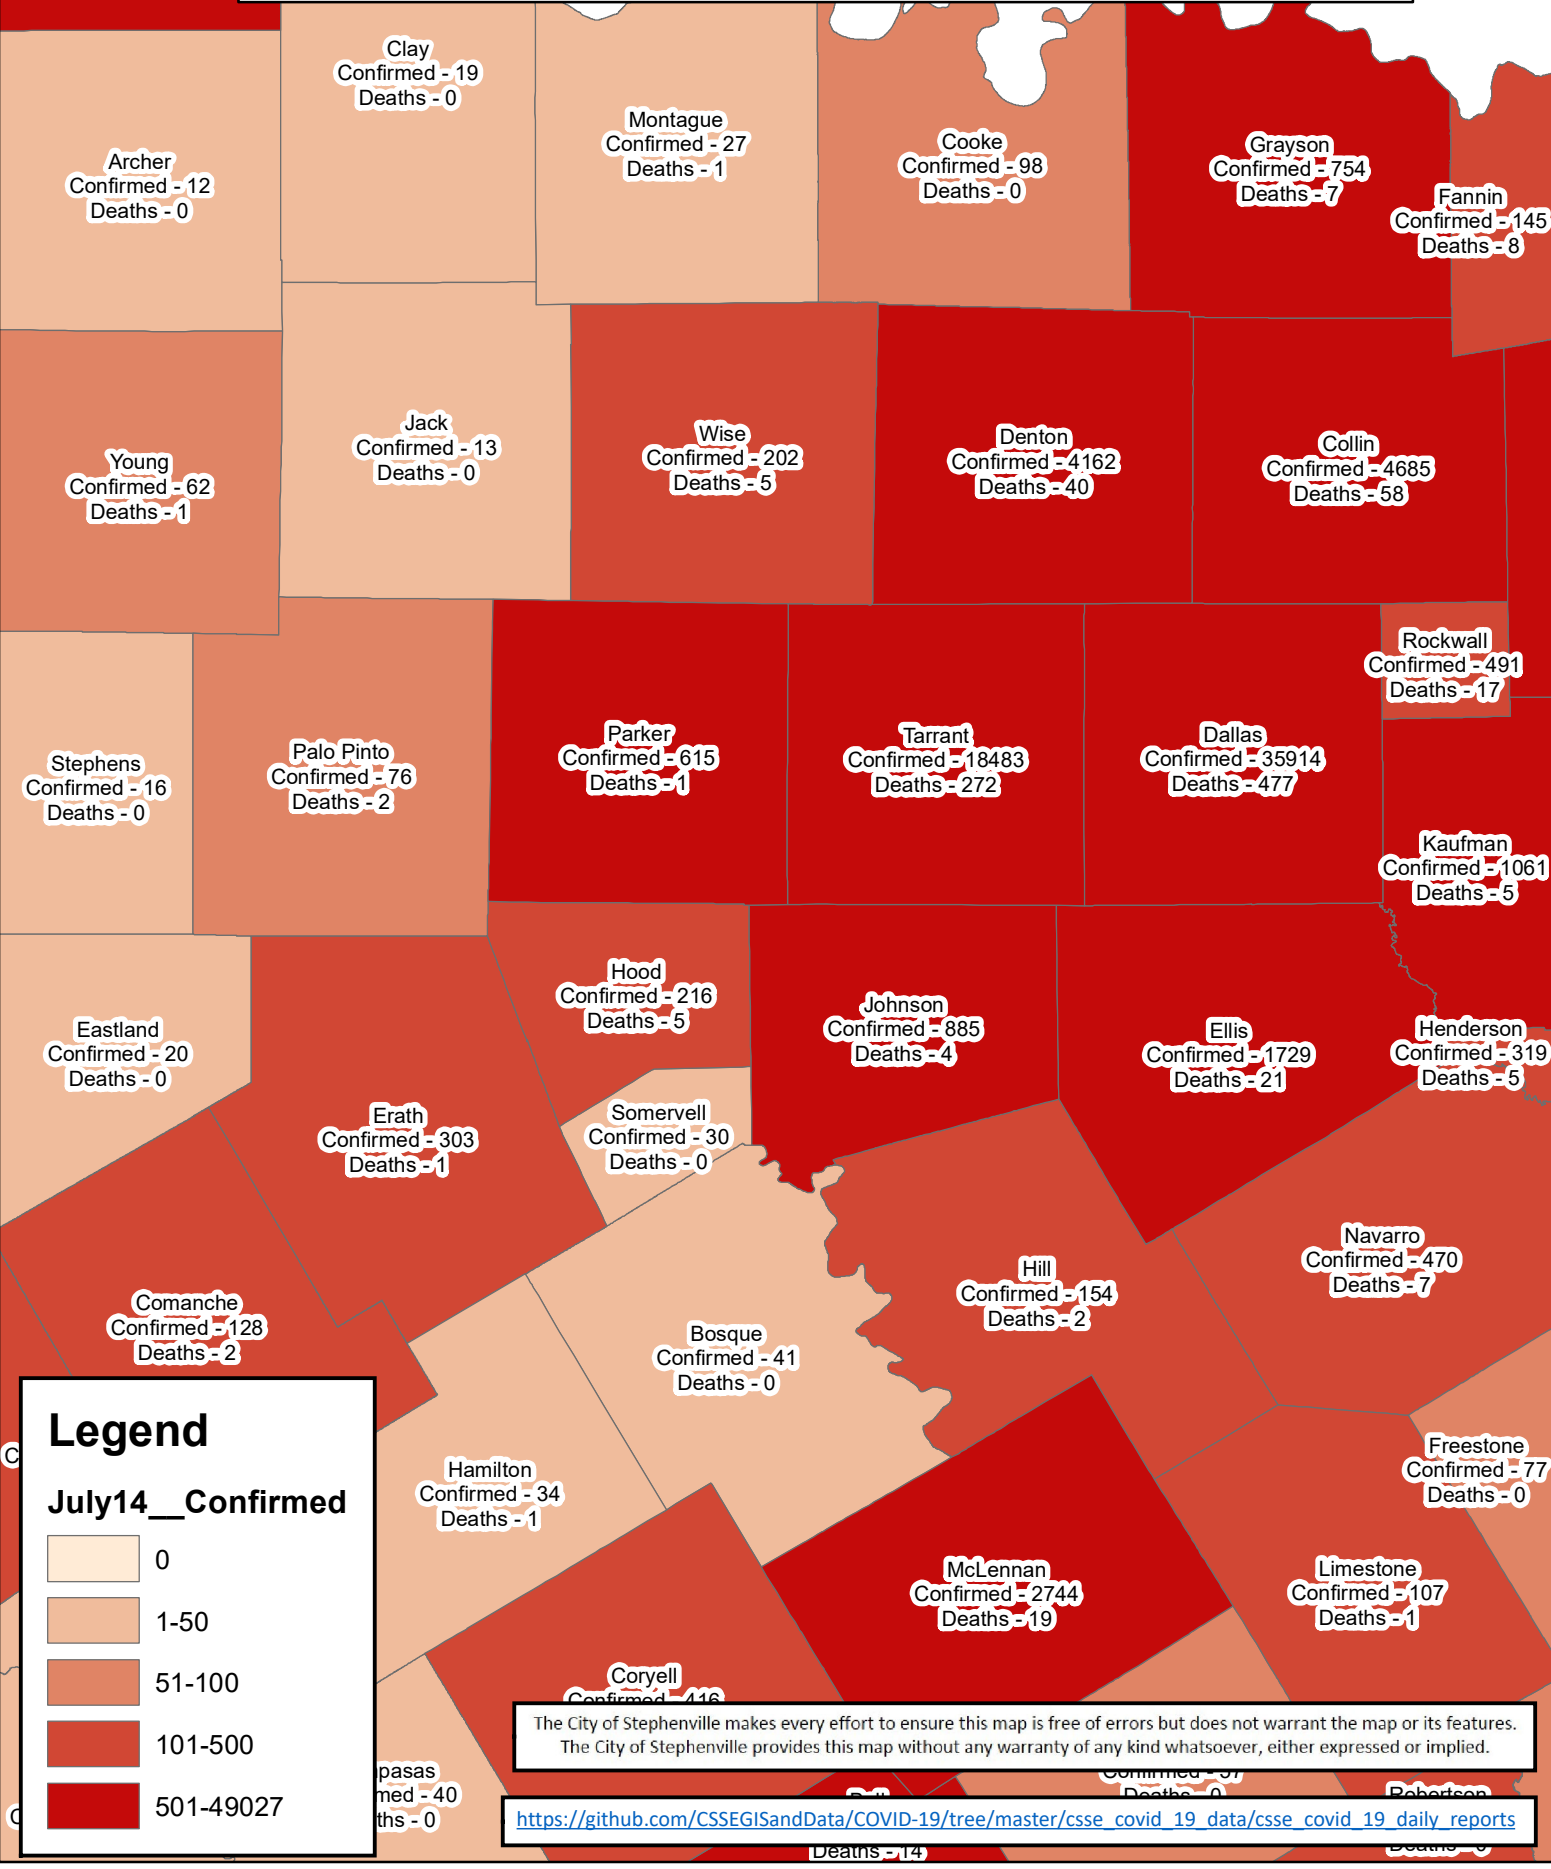 Clay
Confirmed - 19
Deaths - 0
Montague
Confirmed - 27
Deaths - 1
Cooke
Confirmed - 98
Deaths - 0
Grayson
Confirmed - 754
Deaths - 7
Archer
Confirmed - 12
Deaths - 0
Fannin
Confirmed - 145
Deaths - 8
Jack
Confirmed - 13
Deaths - 0
Wise
Confirmed - 202
Deaths - 5
Denton
Confirmed - 4162
Deaths - 40
Collin
Confirmed - 4685
Deaths - 58
Young
Confirmed - 62
Deaths - 1
Rockwall
Confirmed - 491
Deaths - 17
Stephens
Confirmed - 16
Deaths - 0
Palo Pinto
Confirmed - 76
Deaths - 2
Parker
Confirmed - 615
Deaths - 1
Tarrant
Confirmed - 18483
Deaths - 272
Dallas
Confirmed - 35914
Deaths - 477
Kaufman
Confirmed - 1061
Deaths - 5
Hood
Confirmed - 216
Deaths - 5
Johnson
Confirmed - 885
Deaths - 4
Eastland
Confirmed - 20
Deaths - 0
Ellis
Confirmed - 1729
Deaths - 21
Henderson
Confirmed - 319
Deaths - 5
Erath
Confirmed - 303
Deaths - 1
Somervell
Confirmed - 30
Deaths - 0
Navarro
Confirmed - 470
Deaths - 7
Hill
Confirmed - 154
Deaths - 2
Comanche
Confirmed - 128
Deaths - 2
Bosque
Confirmed - 41
Deaths - 0
Hamilton
Confirmed - 34
Deaths - 1
Freestone
Confirmed - 77
Deaths - 0
McLennan
Confirmed - 2744
Deaths - 19
Limestone
Confirmed - 107
Deaths - 1
Coryell
Confirmed - 416
pasas
med - 40
ths - 0
Deaths - 0
Robertson
Deaths - 14
Legend
July14__Confirmed
0
1-50
51-100
101-500
501-49027
The City of Stephenville makes every effort to ensure this map is free of errors but does not warrant the map or its features.
The City of Stephenville provides this map without any warranty of any kind whatsoever, either expressed or implied.
https://github.com/CSSEGISandData/COVID-19/tree/master/csse_covid_19_data/csse_covid_19_daily_reports